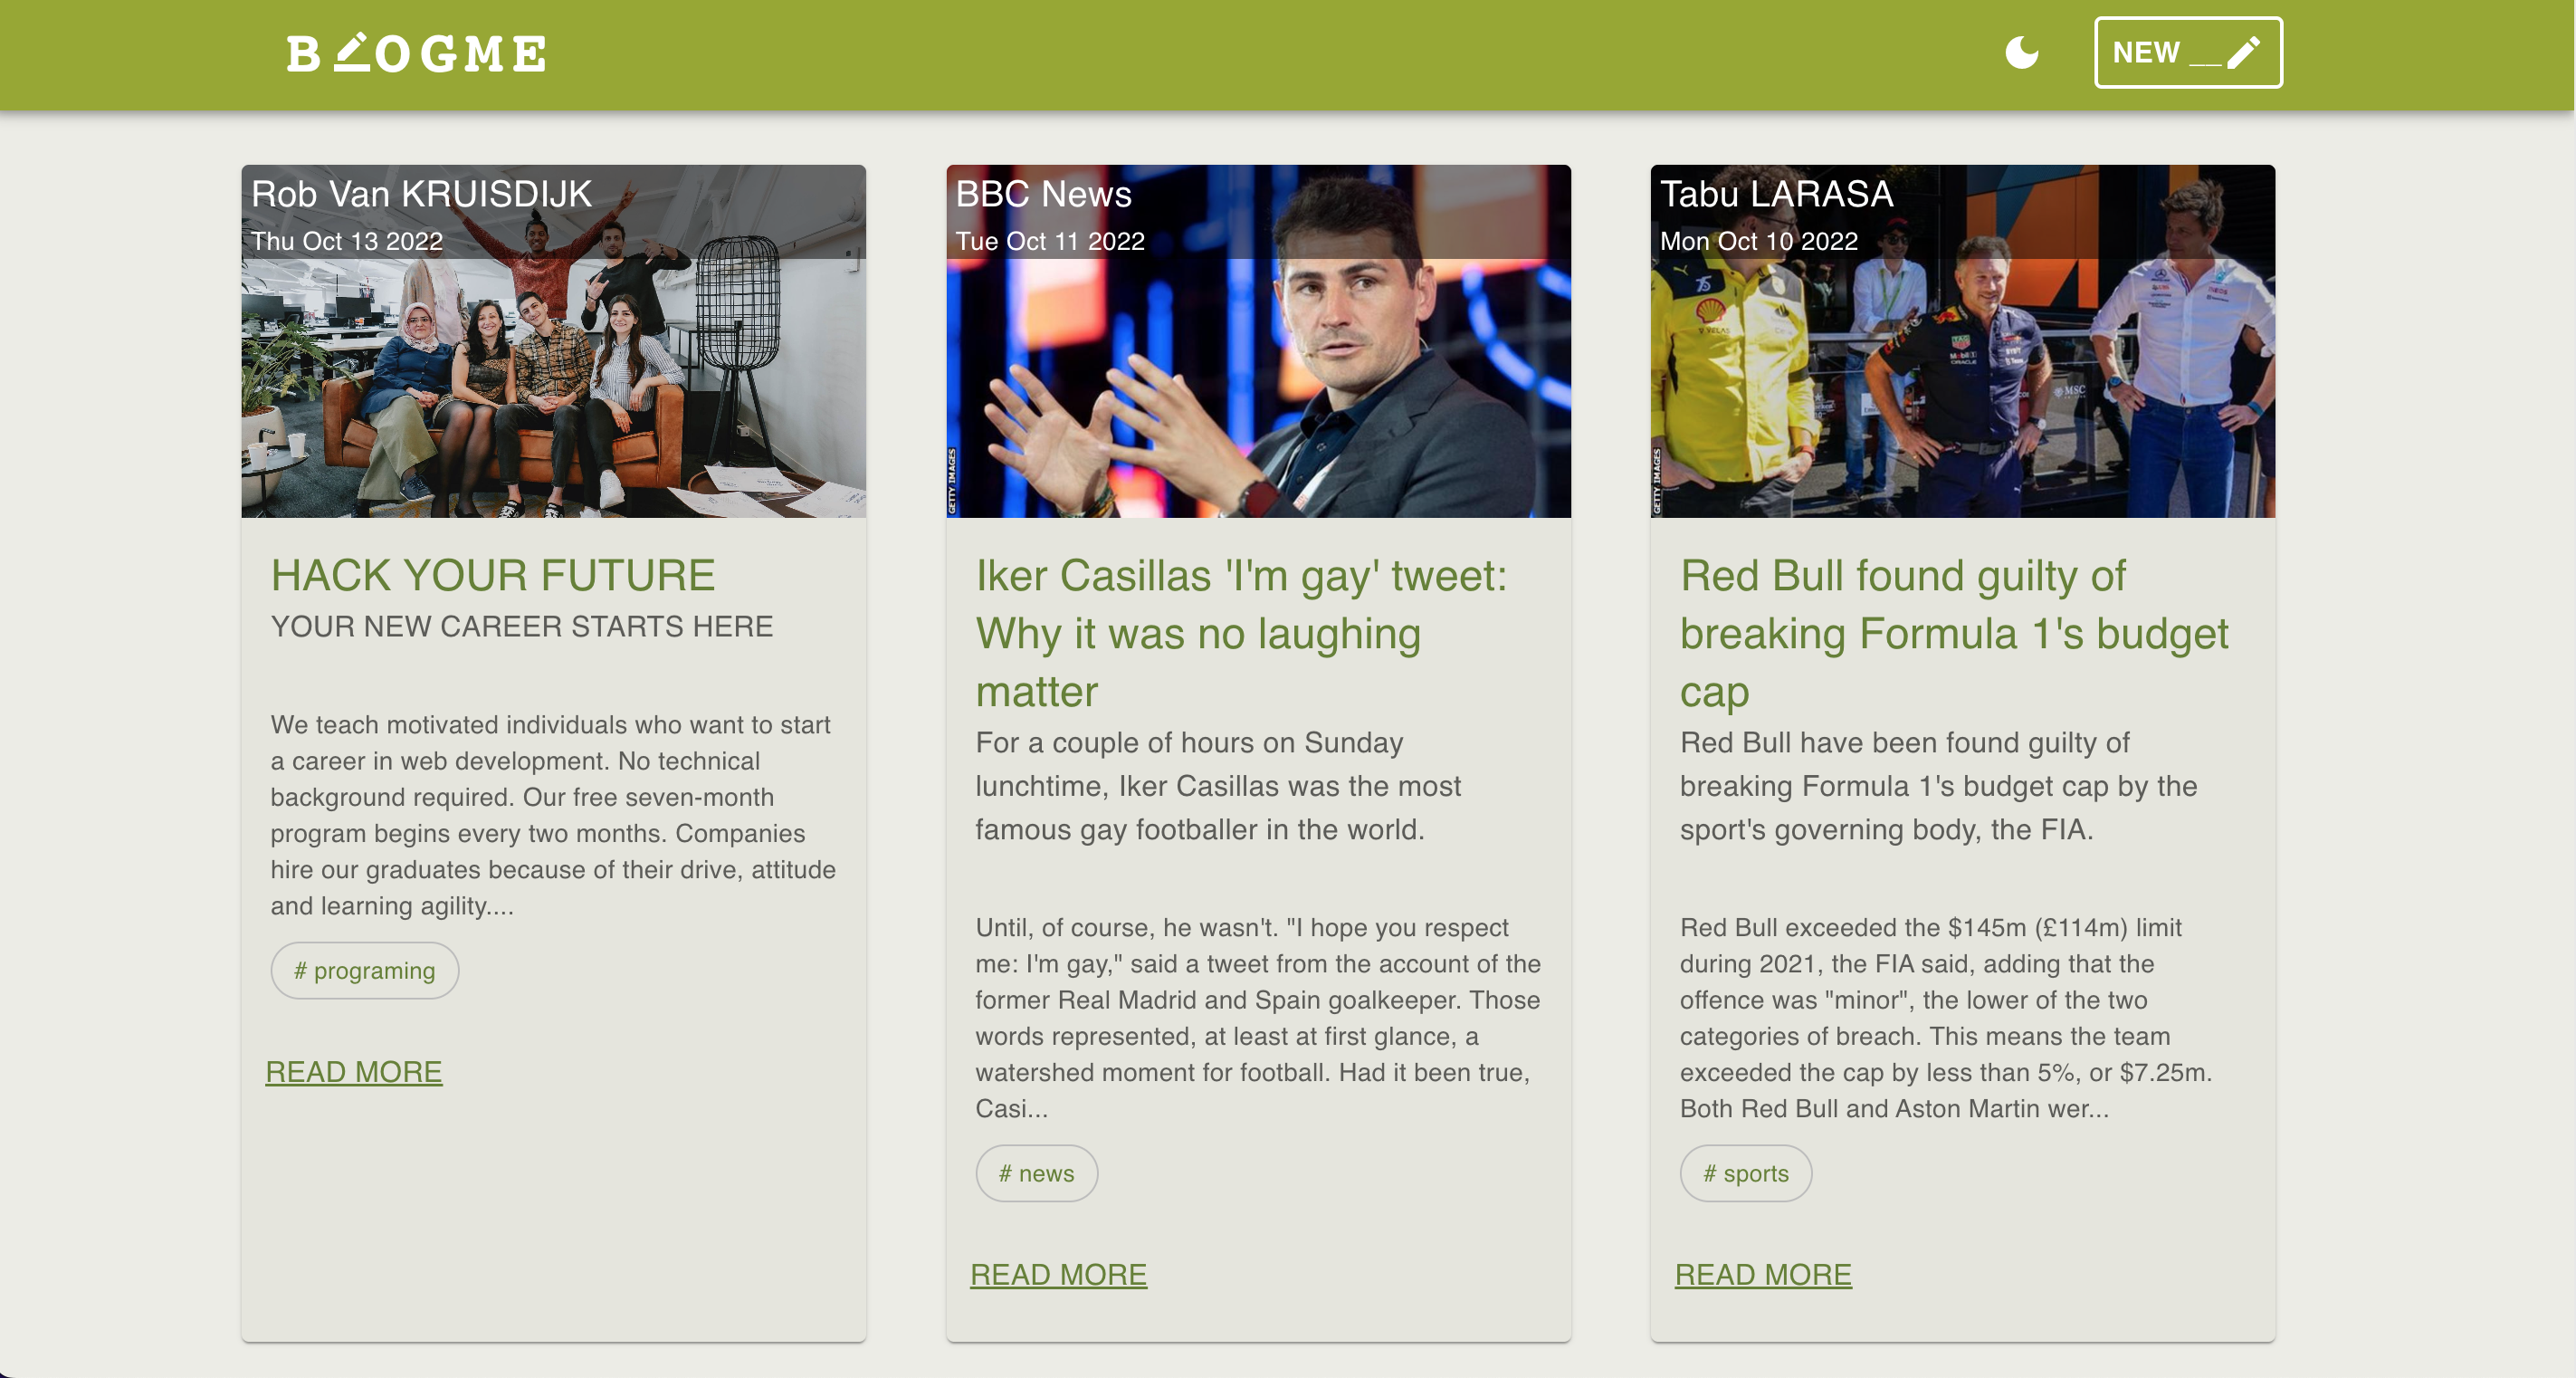 BLOGME
NEW __
Rob Van KRUISDIJK
Thu Oct 13 2022
HACK YOUR FUTURE
YOUR NEW CAREER STARTS HERE
We teach motivated individuals who want to start
a career in web development. No technical
background required. Our free seven-month
program begins every two months. Companies
hire our graduates because of their drive, attitude
and learning agility....
# programing
READ MORE
BBC News
Tue Oct 11 2022
GETTY IMAGES
Iker Casillas 'I'm gay' tweet:
Why it was no laughing
matter
For a couple of hours on Sunday
lunchtime, Iker Casillas was the most
famous gay footballer in the world.
Until, of course, he wasn't. "I hope you respect
me: I'm gay," said a tweet from the account of the
former Real Madrid and Spain goalkeeper. Those
words represented, at least at first glance, a
watershed moment for football. Had it been true,
Casi...
# news
READ MORE
Tabu LARASA
Mon Oct 10 2022
GETTY IMAGES
Red Bull found guilty of
breaking Formula 1's budget
cap
Red Bull have been found guilty of
breaking Formula 1's budget cap by the
sport's governing body, the FIA.
Red Bull exceeded the $145m (£114m) limit
during 2021, the FIA said, adding that the
offence was "minor", the lower of the two
categories of breach. This means the team
exceeded the cap by less than 5%, or $7.25m.
Both Red Bull and Aston Martin wer...
# sports
READ MORE